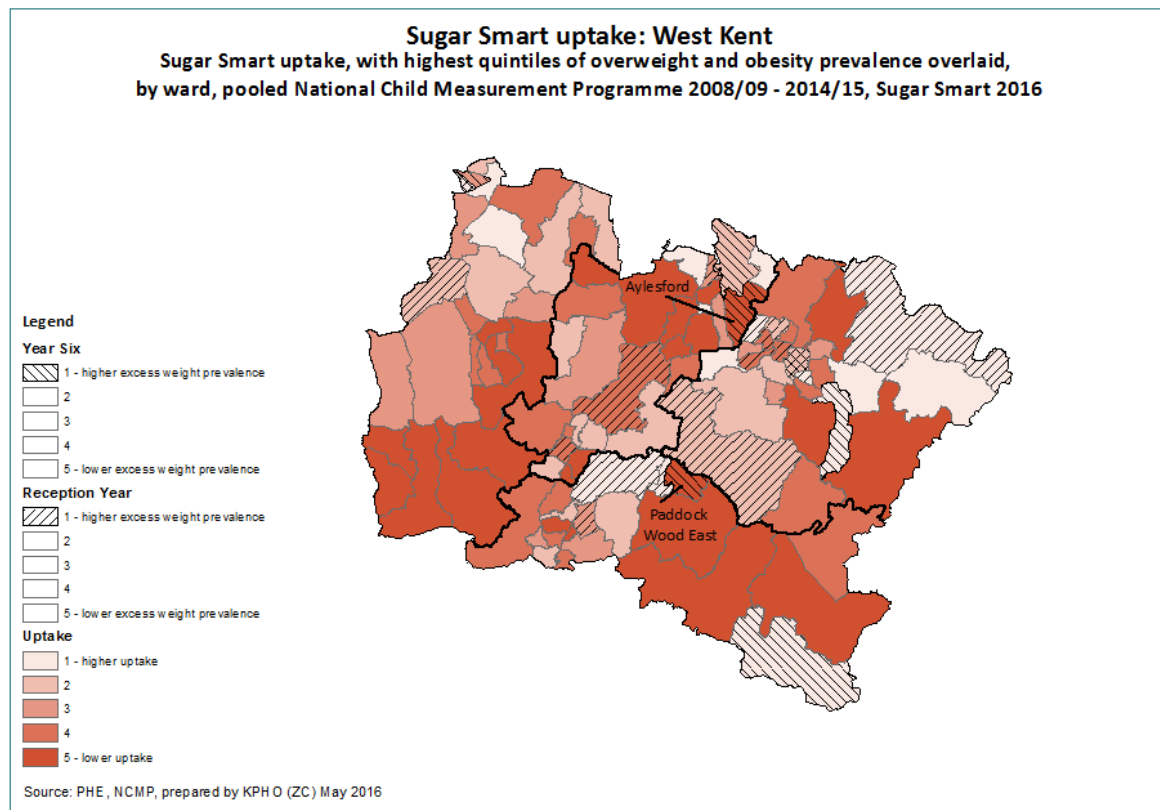 Sugar Smart uptake: West Kent
Sugar Smart uptake, with highest quintiles of overweight and obesity prevalence overlaid,
by ward, pooled National Child Measurement Programme 2008/09 - 2014/15, Sugar Smart 2016
Aylesford
Paddock
Wood East
Legend
Year Six
1 - higher excess weight prevalence
2
3
4
5 - lower excess weight prevalence
Reception Year
1 - higher excess weight prevalence
2
3
4
5 - lower excess weight prevalence
Uptake
1 - higher uptake
2
3
4
5 - lower uptake
Source: PHE, NCMP, prepared by KPHO (ZC) May 2016